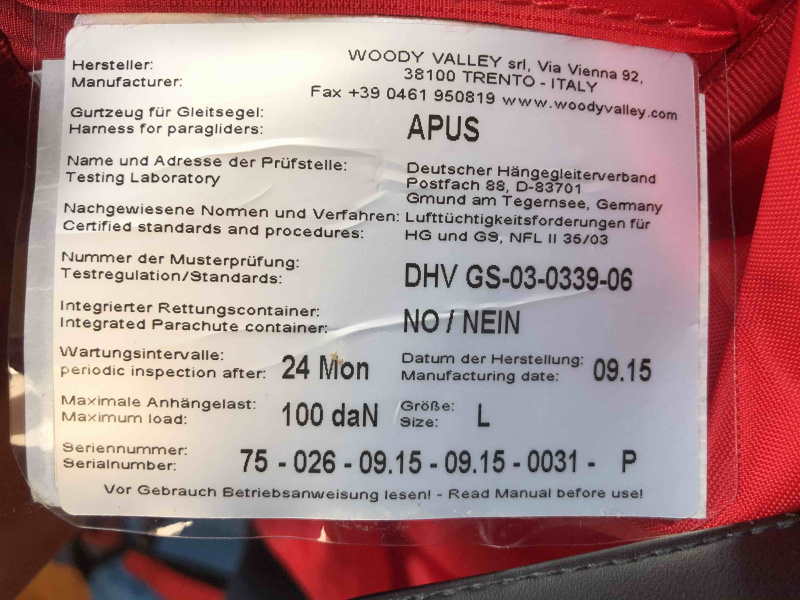 Hersteller:
Manufacturer:
WOODY VALLEY srl, Via Vienna 92,
38100 TRENTO - ITALY
Fax +39 0461 950819 www.woodyvalley.com
Gurtzeug für Gleitsegel:
Harness for paragliders:
APUS
Name und Adresse der Prüfstelle:
Testing Laboratory
Deutscher Hängegleiterverband
Postfach 88, D-83701
Gmund am Tegernsee, Germany
Nachgewiesene Normen und Verfahren:
Certified standards and procedures:
Lufttüchtigkeitsforderungen für
HG und GS, NFL II 35/03
Nummer der Musterprüfung:
Testregulation/Standards:
DHV GS-03-0339-06
Integrierter Rettungscontainer:
Integrated Parachute container:
NO / NEIN
Wartungsintervalle:
periodic inspection after:
24 Mon
Datum der Herstellung:
Manufacturing date:
09.15
Maximale Anhängelast:
Maximum load:
100 daN
Größe:
Size:
L
Seriennummer:
Serialnumber:
75 - 026 - 09.15 - 09.15 - 0031 - P
Vor Gebrauch Betriebsanweisung lesen! - Read Manual before use!